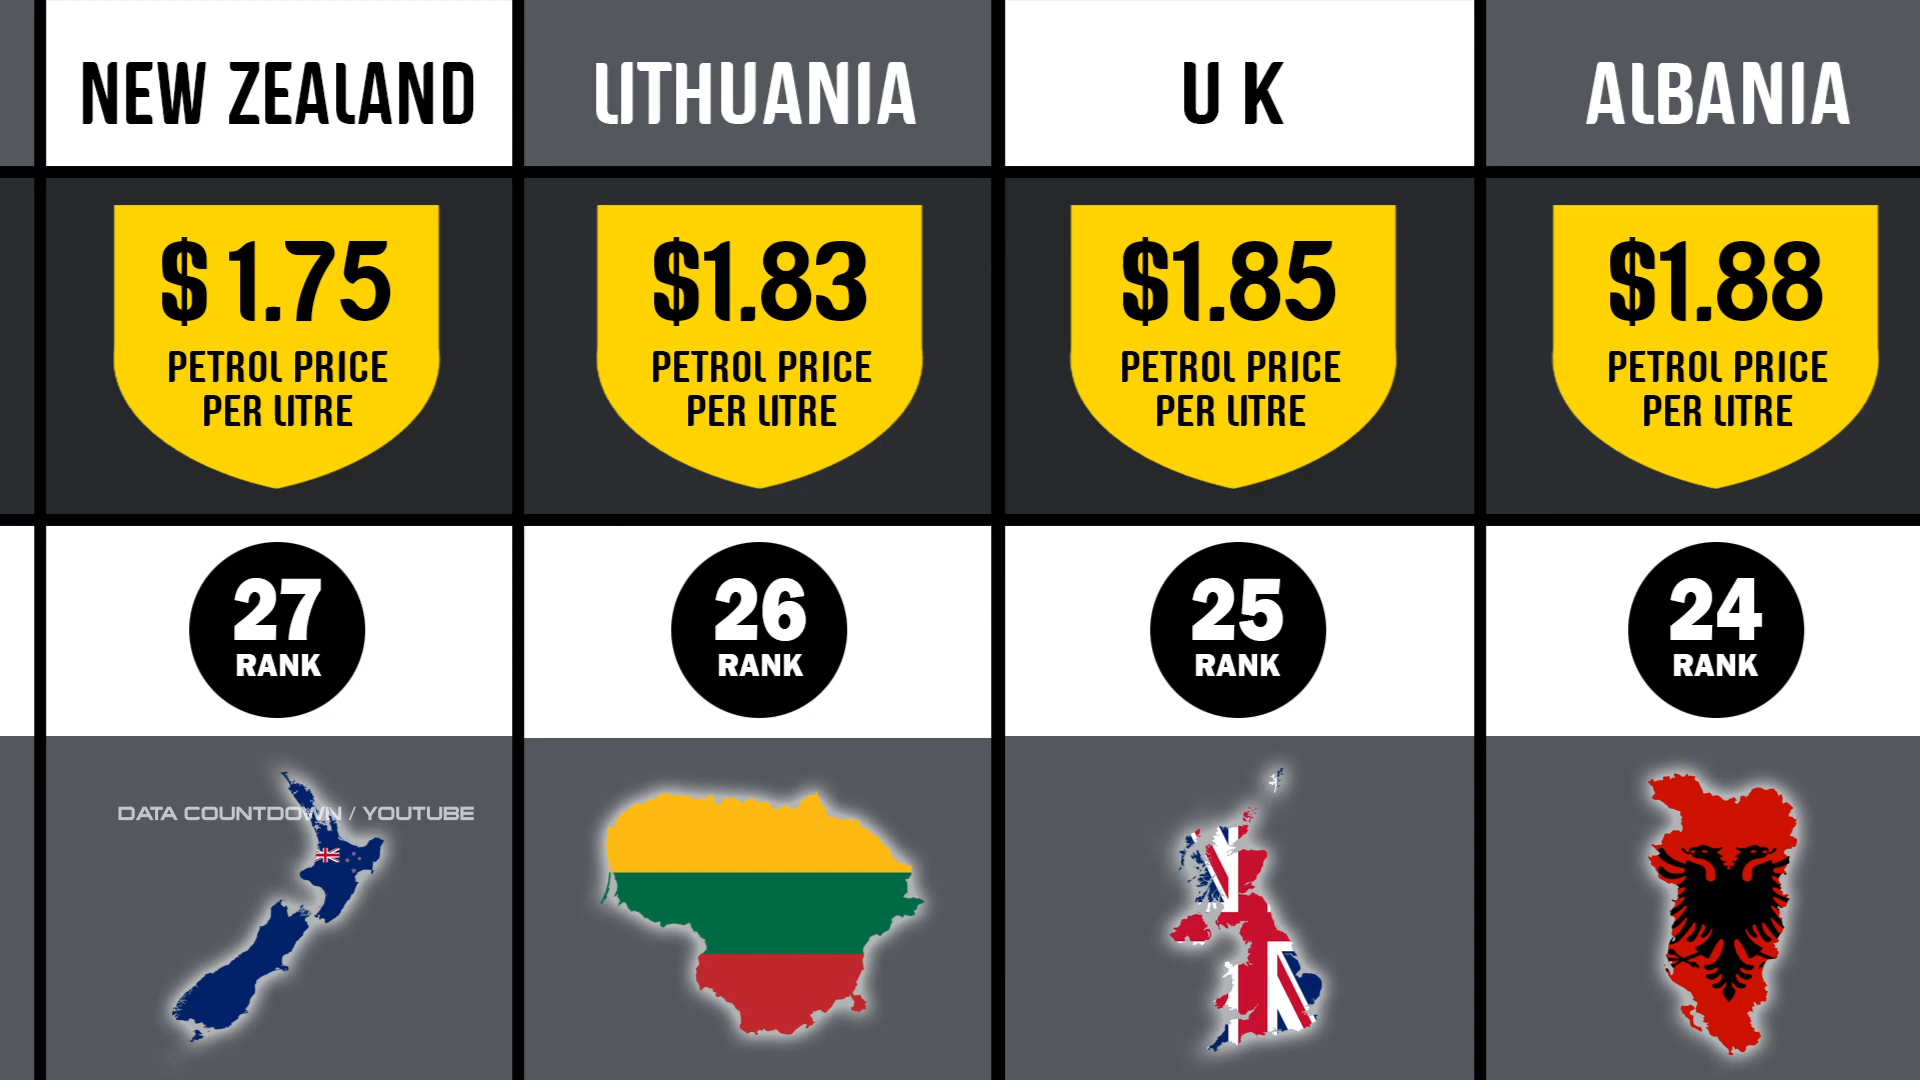 NEW ZEALAND
LITHUANIA
U K
ALBANIA
$1.75
PETROL PRICE
PER LITRE
$1.83
PETROL PRICE
PER LITRE
$1.85
PETROL PRICE
PER LITRE
$1.88
PETROL PRICE
PER LITRE
27
RANK
26
RANK
25
RANK
24
RANK
DATA COUNTDOWN / YOUTUBE